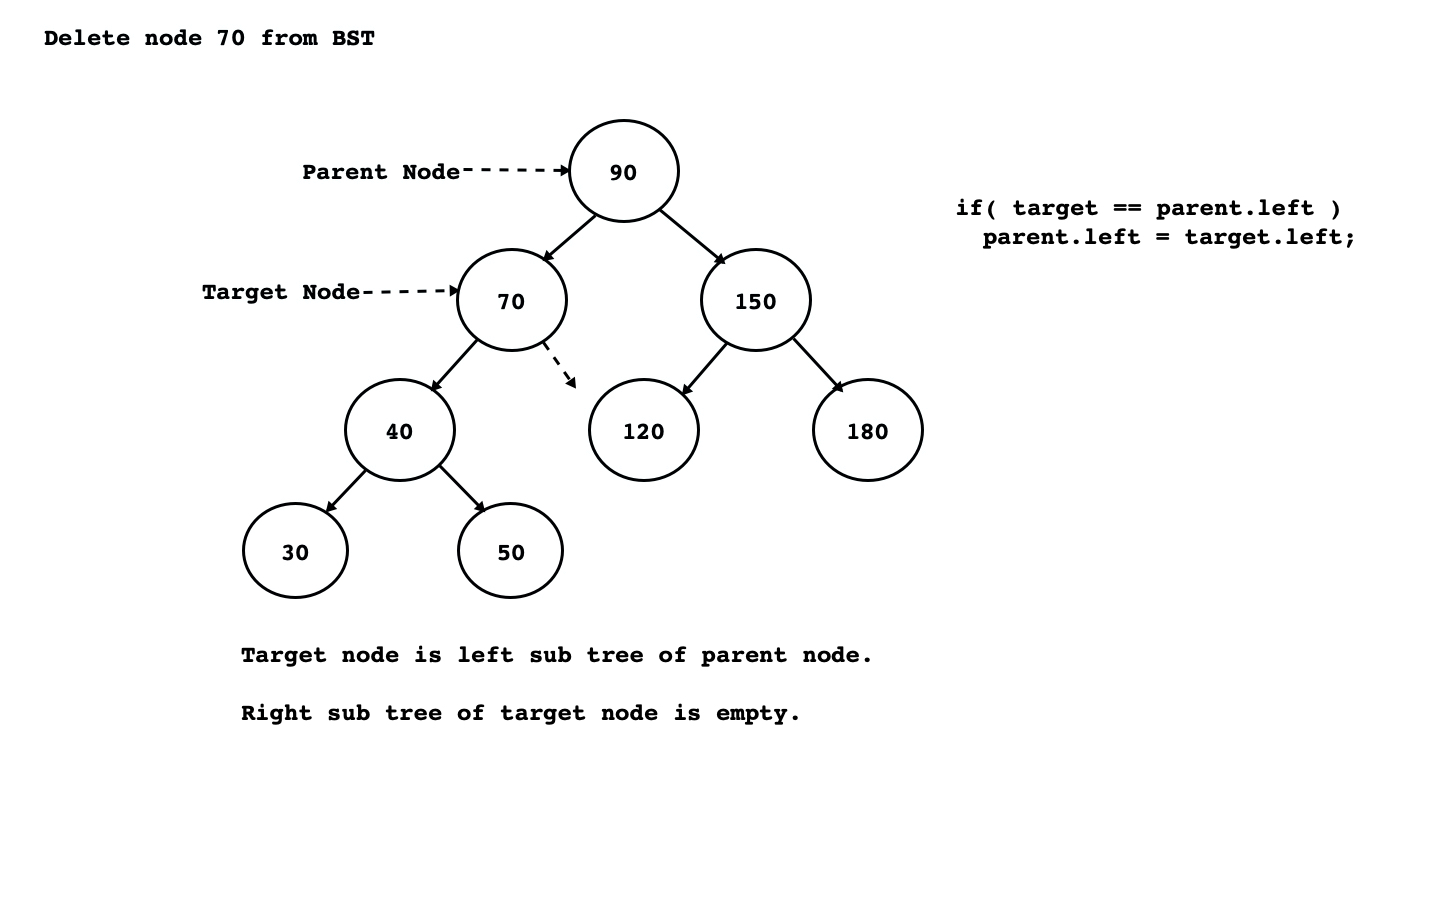 Delete node 70 from BST
Parent Node
90
if( target == parent.left )
parent.left = target.left;
Target Node
70
150
40
120
180
30
50
Target node is left sub tree of parent node.
Right sub tree of target node is empty.